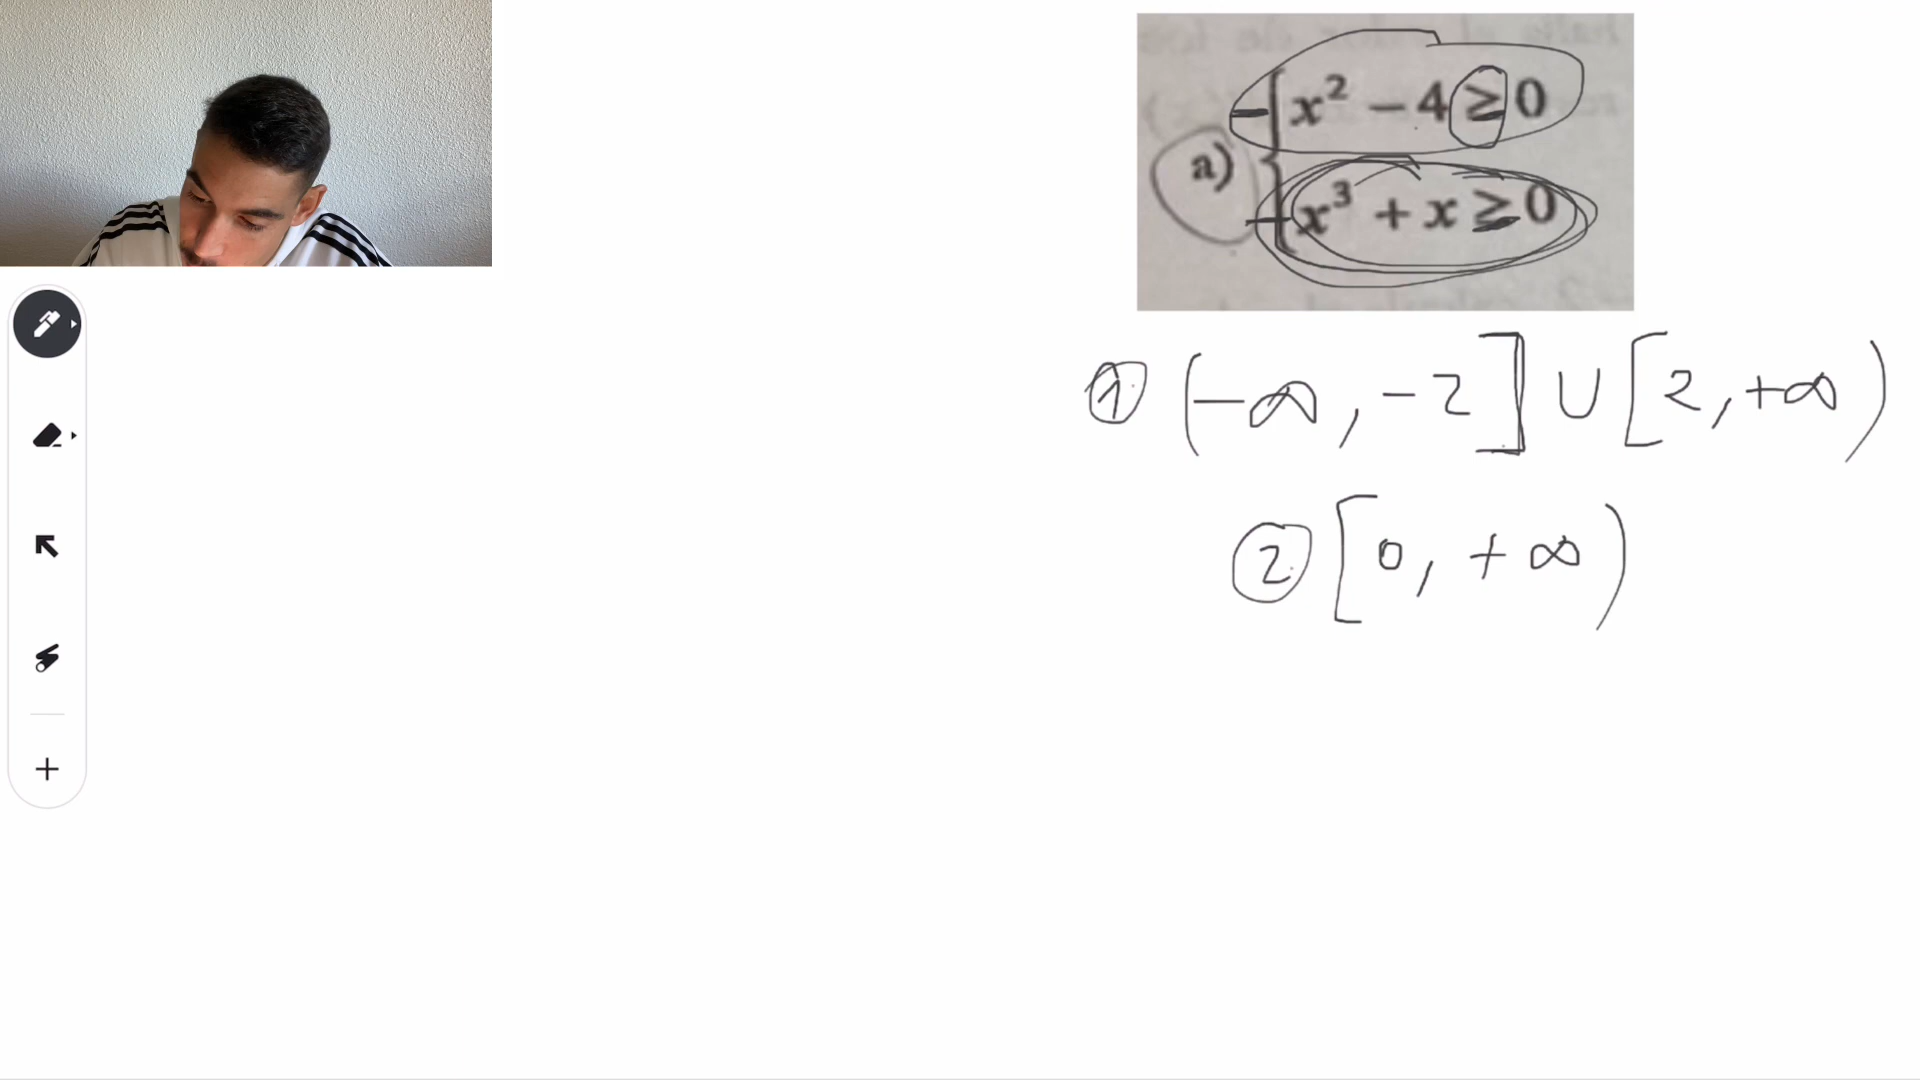 x² − 4 ≥ 0
a)
x³ + x ≥ 0
① (−∞, −2] ∪ [2, +∞)
② [0, +∞)